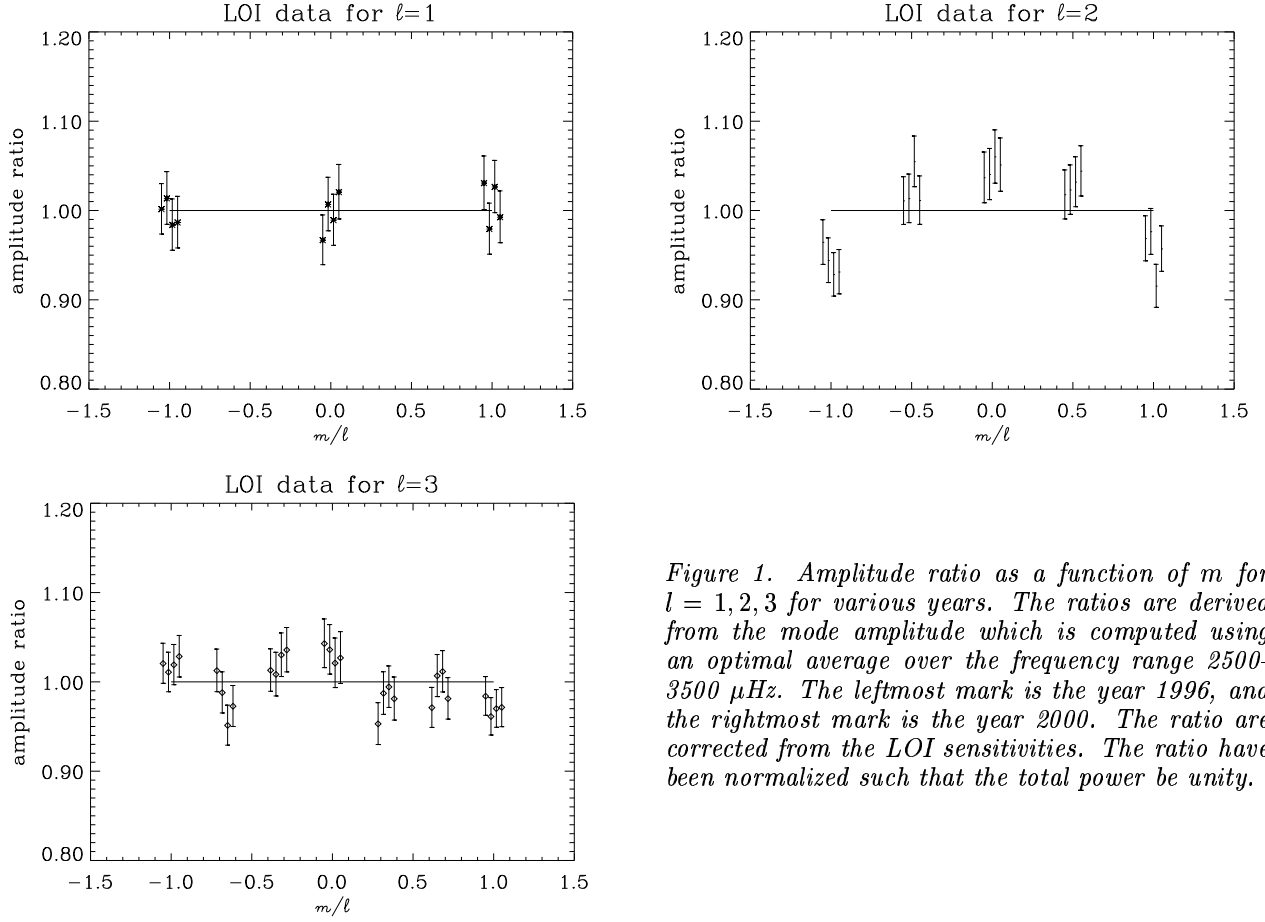 LOI data for ℓ=1
1.20
1.10
1.00
0.90
0.80
amplitude ratio
−1.5 −1.0 −0.5 0.0 0.5 1.0 1.5
m/ℓ
LOI data for ℓ=2
1.20
1.10
1.00
0.90
0.80
amplitude ratio
−1.5 −1.0 −0.5 0.0 0.5 1.0 1.5
m/ℓ
LOI data for ℓ=3
1.20
1.10
1.00
0.90
0.80
amplitude ratio
−1.5 −1.0 −0.5 0.0 0.5 1.0 1.5
m/ℓ
Figure 1. Amplitude ratio as a function of m for
l = 1, 2, 3 for various years. The ratios are derived
from the mode amplitude which is computed using
an optimal average over the frequency range 2500-
3500 μHz. The leftmost mark is the year 1996, and
the rightmost mark is the year 2000. The ratio are
corrected from the LOI sensitivities. The ratio have
been normalized such that the total power be unity.